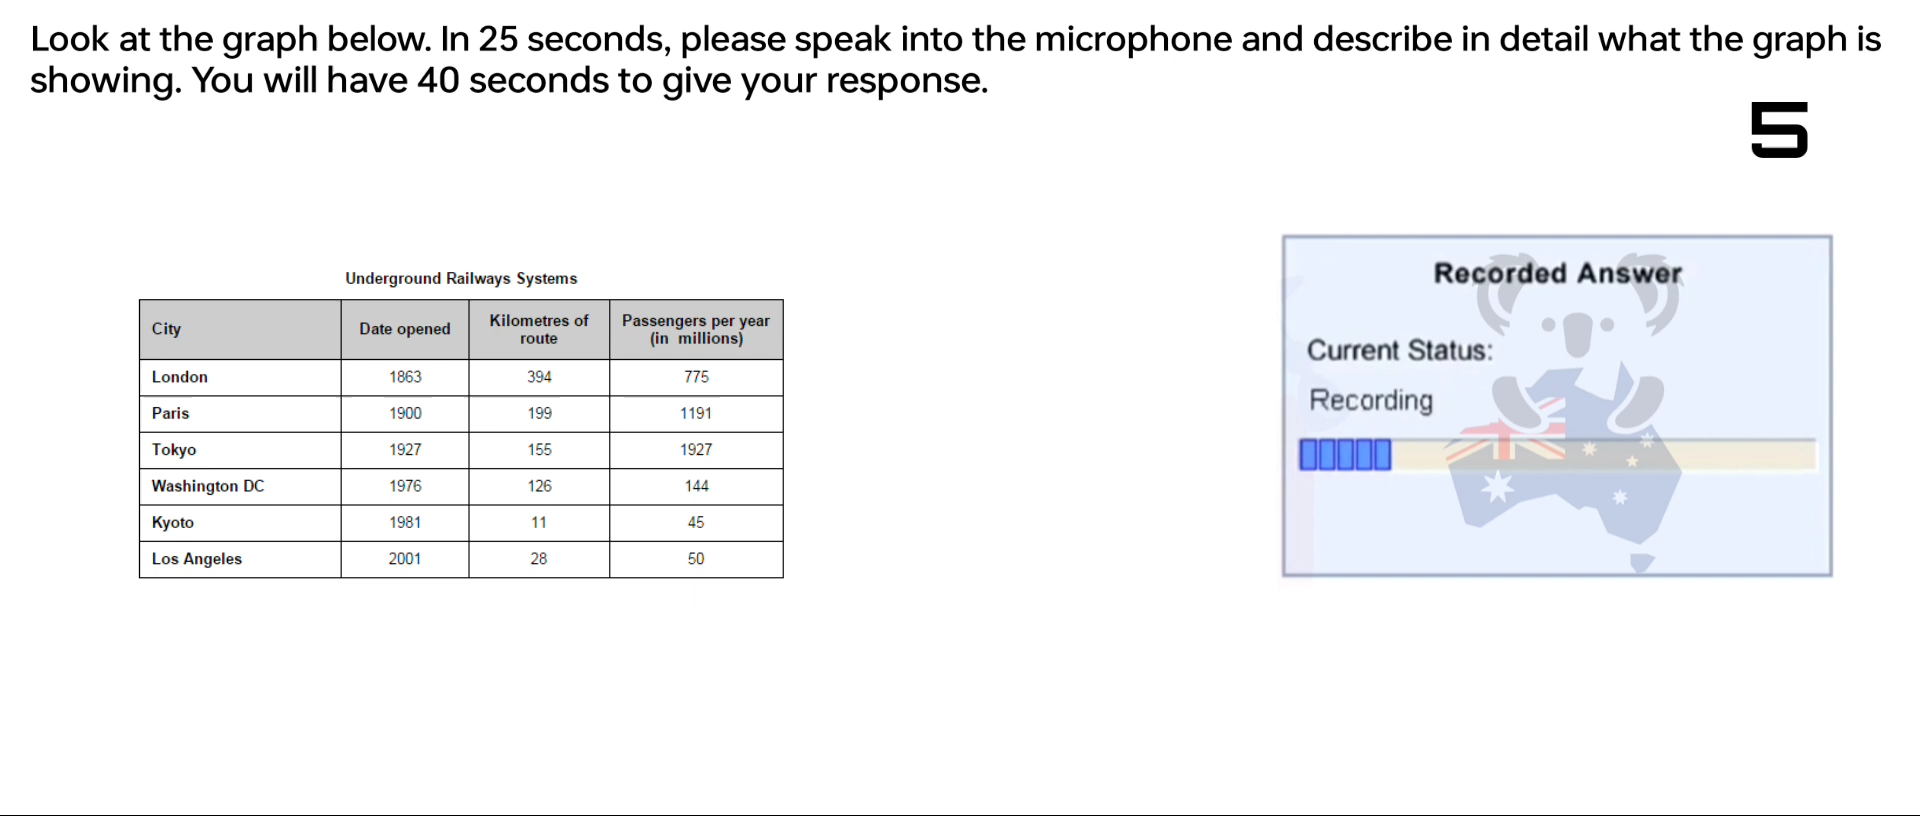 Look at the graph below. In 25 seconds, please speak into the microphone and describe in detail what the graph is
showing. You will have 40 seconds to give your response.
5
Underground Railways Systems
City Date opened Kilometres of route Passengers per year (in millions)
London 1863 394 775
Paris 1900 199 1191
Tokyo 1927 155 1927
Washington DC 1976 126 144
Kyoto 1981 11 45
Los Angeles 2001 28 50
Recorded Answer
Current Status:
Recording